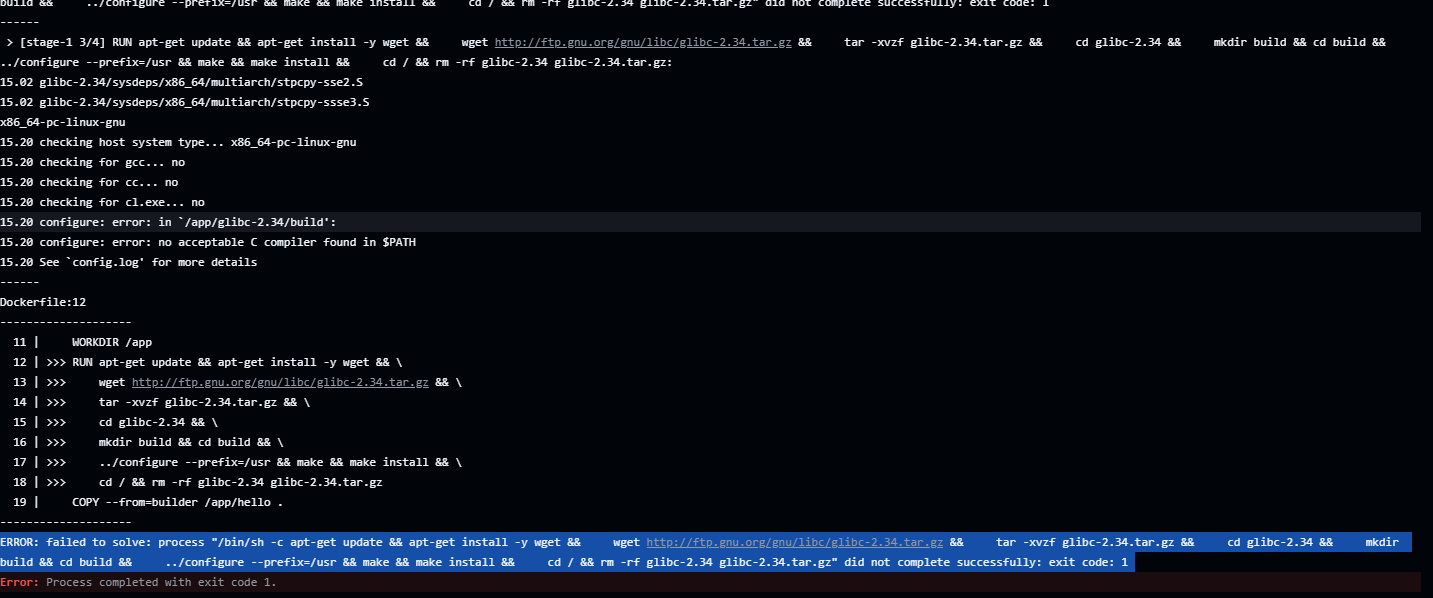 build &&     ../configure --prefix=/usr && make && make install &&     cd / && rm -rf glibc-2.34 glibc-2.34.tar.gz" did not complete successfully: exit code: 1
------
 > [stage-1 3/4] RUN apt-get update && apt-get install -y wget &&     wget http://ftp.gnu.org/gnu/libc/glibc-2.34.tar.gz &&     tar -xvzf glibc-2.34.tar.gz &&     cd glibc-2.34 &&     mkdir build && cd build &&
../configure --prefix=/usr && make && make install &&     cd / && rm -rf glibc-2.34 glibc-2.34.tar.gz:
15.02 glibc-2.34/sysdeps/x86_64/multiarch/stpcpy-sse2.S
15.02 glibc-2.34/sysdeps/x86_64/multiarch/stpcpy-ssse3.S
x86_64-pc-linux-gnu
15.20 checking host system type... x86_64-pc-linux-gnu
15.20 checking for gcc... no
15.20 checking for cc... no
15.20 checking for cl.exe... no
15.20 configure: error: in `/app/glibc-2.34/build':
15.20 configure: error: no acceptable C compiler found in $PATH
15.20 See `config.log' for more details
------
Dockerfile:12
--------------------
  11 |     WORKDIR /app
  12 | >>> RUN apt-get update && apt-get install -y wget && \
  13 | >>>     wget http://ftp.gnu.org/gnu/libc/glibc-2.34.tar.gz && \
  14 | >>>     tar -xvzf glibc-2.34.tar.gz && \
  15 | >>>     cd glibc-2.34 && \
  16 | >>>     mkdir build && cd build && \
  17 | >>>     ../configure --prefix=/usr && make && make install && \
  18 | >>>     cd / && rm -rf glibc-2.34 glibc-2.34.tar.gz
  19 |     COPY --from=builder /app/hello .
--------------------
ERROR: failed to solve: process "/bin/sh -c apt-get update && apt-get install -y wget &&     wget http://ftp.gnu.org/gnu/libc/glibc-2.34.tar.gz &&     tar -xvzf glibc-2.34.tar.gz &&     cd glibc-2.34 &&     mkdir
build && cd build &&     ../configure --prefix=/usr && make && make install &&     cd / && rm -rf glibc-2.34 glibc-2.34.tar.gz" did not complete successfully: exit code: 1
Error: Process completed with exit code 1.